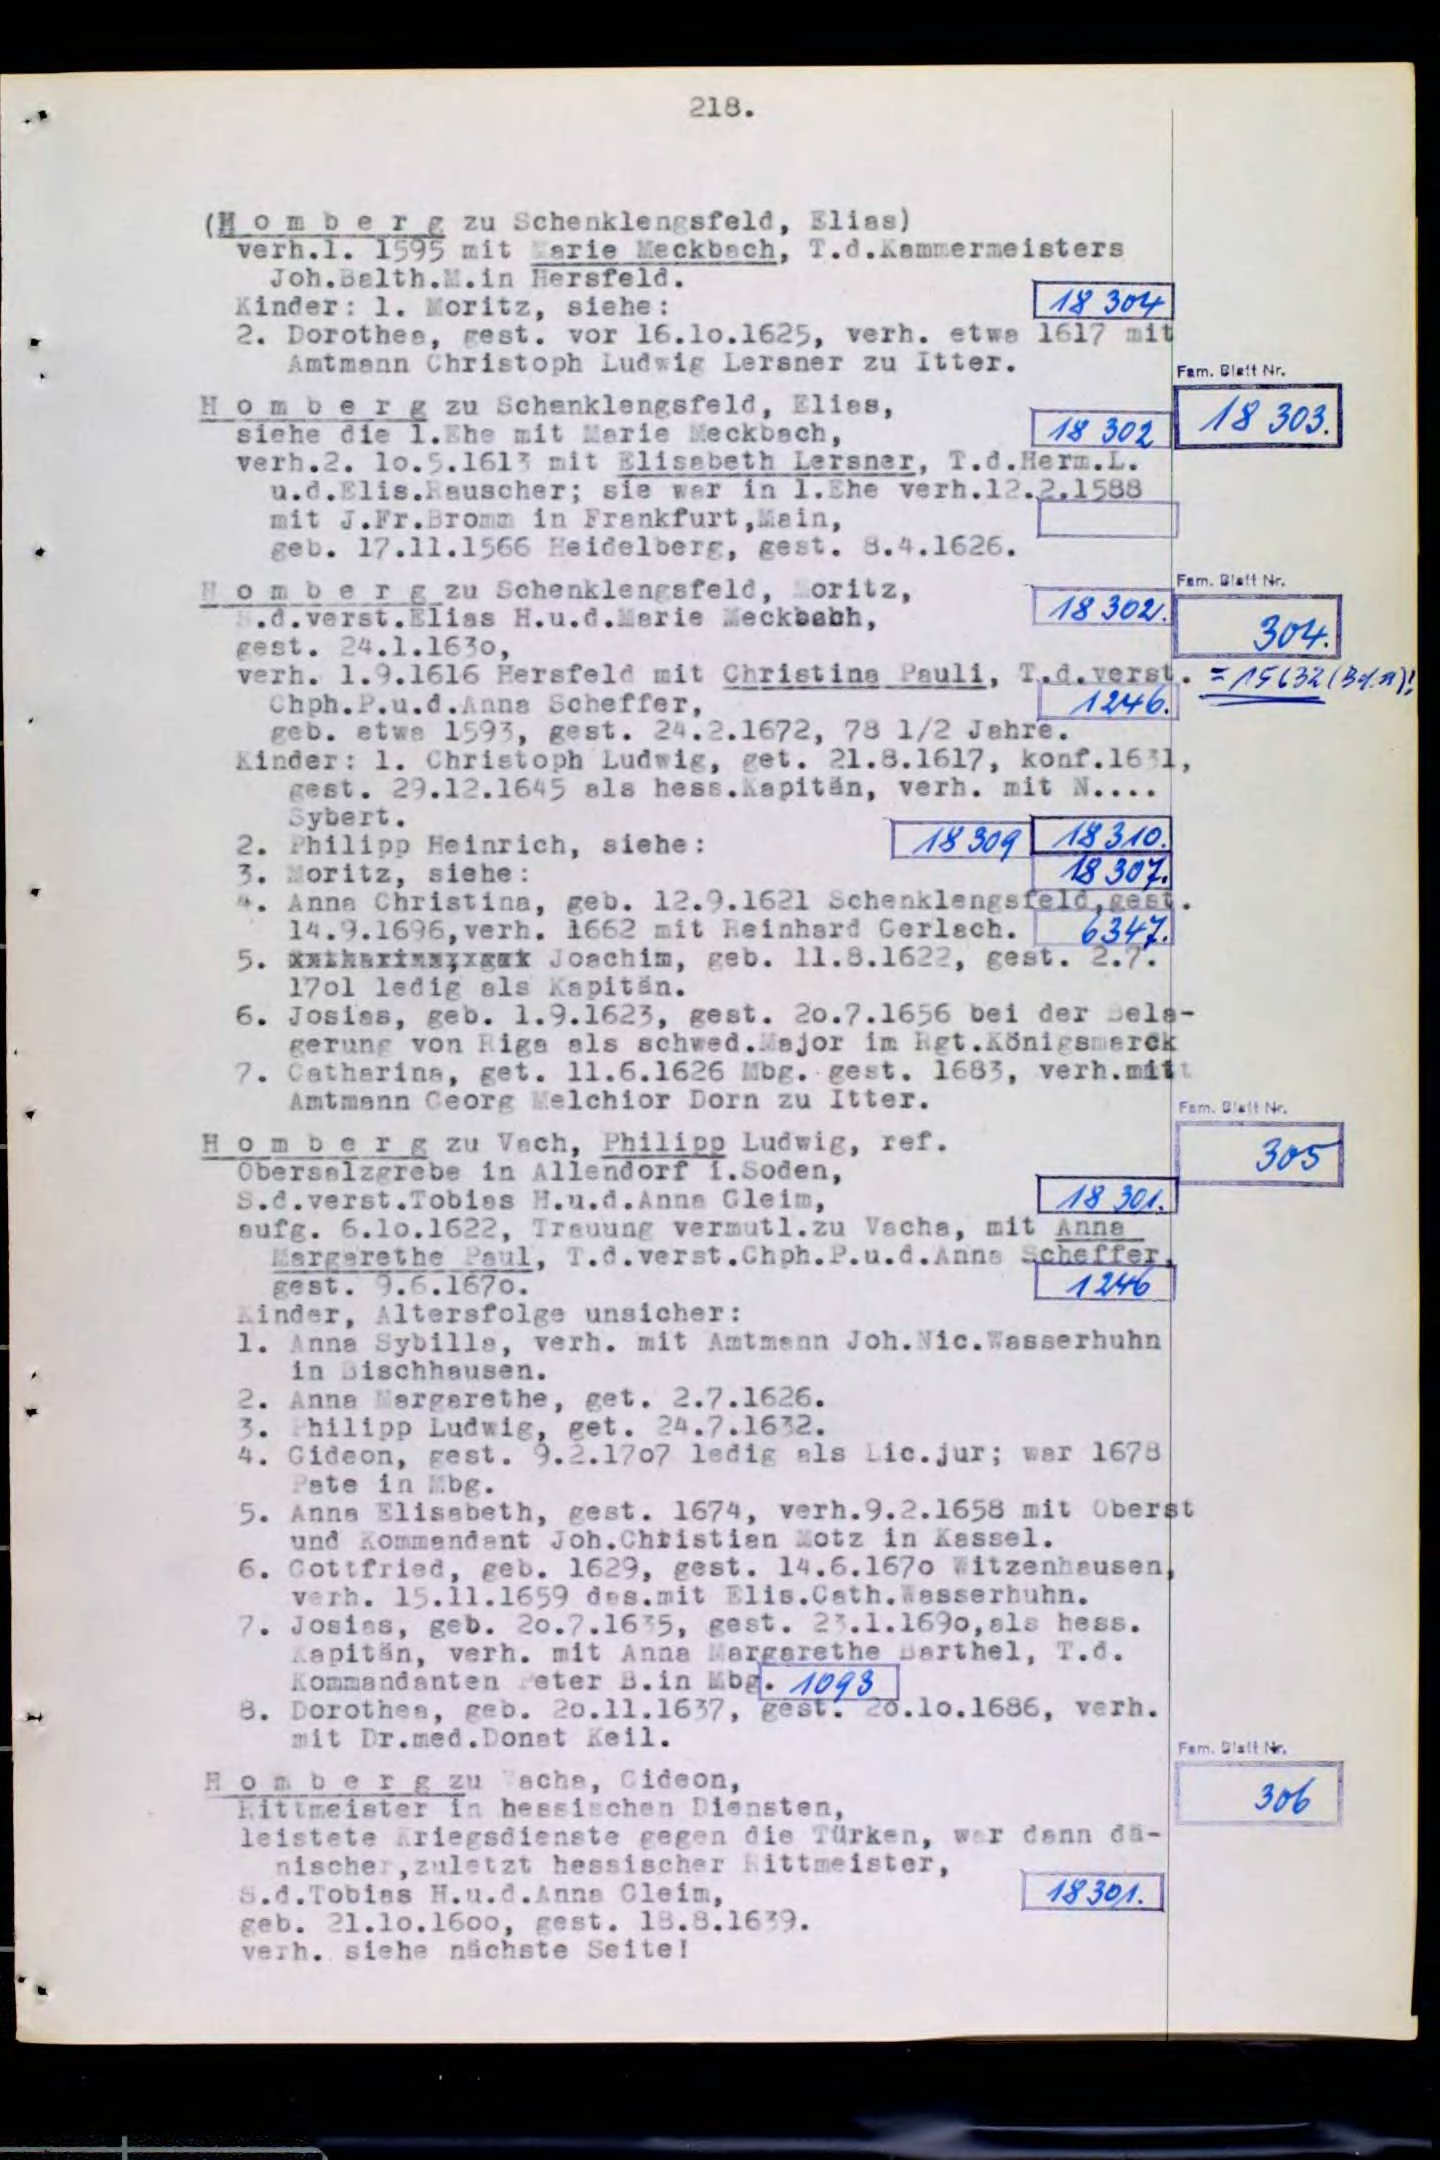 218.
(H o m b e r g zu Schenklengsfeld, Elias)
verh.1. 1595 mit Marie Meckbach, T.d.Kammermeisters
Joh.Balth.M.in Hersfeld.
Kinder: 1. Moritz, siehe: 18 304
2. Dorothea, gest. vor 16.1o.1625, verh. etwa 1617 mit
Amtmann Christoph Ludwig Lersner zu Itter.
Fam. Blatt Nr.
H o m b e r g zu Schenklengsfeld, Elias, 18 303.
siehe die 1.Ehe mit Marie Meckbach, 18 302
verh.2. 1o.5.1613 mit Elisabeth Lersner, T.d.Herm.L.
u.d.Elis.Rauscher; sie war in 1.Ehe verh.12.2.1588
mit J.Fr.Bromm in Frankfurt,Main,
geb. 17.11.1566 Heidelberg, gest. 8.4.1626.
Fam. Blatt Nr.
H o m b e r g zu Schenklengsfeld, Moritz,
S.d.verst.Elias H.u.d.Marie Meckbach, 18 302. 304.
gest. 24.1.163o,
verh. 1.9.1616 Hersfeld mit Christina Pauli, T.d.verst. = 15632 (Bd. )!
Chph.P.u.d.Anna Scheffer, 1246.
geb. etwa 1593, gest. 24.2.1672, 78 1/2 Jahre.
Kinder: 1. Christoph Ludwig, get. 21.8.1617, konf.1631,
gest. 29.12.1645 als hess.Kapitän, verh. mit N....
Sybert.
2. Philipp Heinrich, siehe: 18 309 18 310.
3. Moritz, siehe: 18 307.
4. Anna Christina, geb. 12.9.1621 Schenklengsfeld,gest.
14.9.1696,verh. 1662 mit Reinhard Gerlach. 6347.
5. Joachim, geb. 11.8.1622, gest. 2.7.
17o1 ledig als Kapitän.
6. Josias, geb. 1.9.1623, gest. 2o.7.1656 bei der Bela-
gerung von Riga als schwed.Major im Rgt.Königsmarck
7. Catharina, get. 11.6.1626 Mbg. gest. 1683, verh.mit
Amtmann Georg Melchior Dorn zu Itter.
Fam. Blatt Nr.
H o m b e r g zu Vach, Philipp Ludwig, ref. 305
Obersalzgrebe in Allendorf i.Soden,
S.d.verst.Tobias H.u.d.Anna Gleim, 18 301.
aufg. 6.1o.1622, Trauung vermutl.zu Vacha, mit Anna
Margarethe Paul, T.d.verst.Chph.P.u.d.Anna Scheffer,
gest. 9.6.167o. 1246
Kinder, Altersfolge unsicher:
1. Anna Sybilla, verh. mit Amtmann Joh.Nic.Wasserhuhn
in Bischhausen.
2. Anna Margarethe, get. 2.7.1626.
3. Philipp Ludwig, get. 24.7.1632.
4. Gideon, gest. 9.2.17o7 ledig als Lic.jur; war 1678
Pate in Mbg.
5. Anna Elisabeth, gest. 1674, verh.9.2.1658 mit Oberst
und Kommandant Joh.Christian Motz in Kassel.
6. Gottfried, geb. 1629, gest. 14.6.167o Witzenhausen,
verh. 15.11.1659 das.mit Elis.Cath.Wasserhuhn.
7. Josias, geb. 2o.7.1635, gest. 23.1.169o,als hess.
Kapitän, verh. mit Anna Margarethe Barthel, T.d.
Kommandanten Peter B.in Mbg. 1093
8. Dorothea, geb. 2o.11.1637, gest. 2o.1o.1686, verh.
mit Dr.med.Donat Keil.
Fam. Blatt Nr.
H o m b e r g zu Vacha, Gideon, 306
Rittmeister in hessischen Diensten,
leistete Kriegsdienste gegen die Türken, war dann dä-
nischer,zuletzt hessischer Rittmeister,
S.d.Tobias H.u.d.Anna Gleim, 18301.
geb. 21.1o.16oo, gest. 18.8.1639.
verh. siehe nächste Seite!